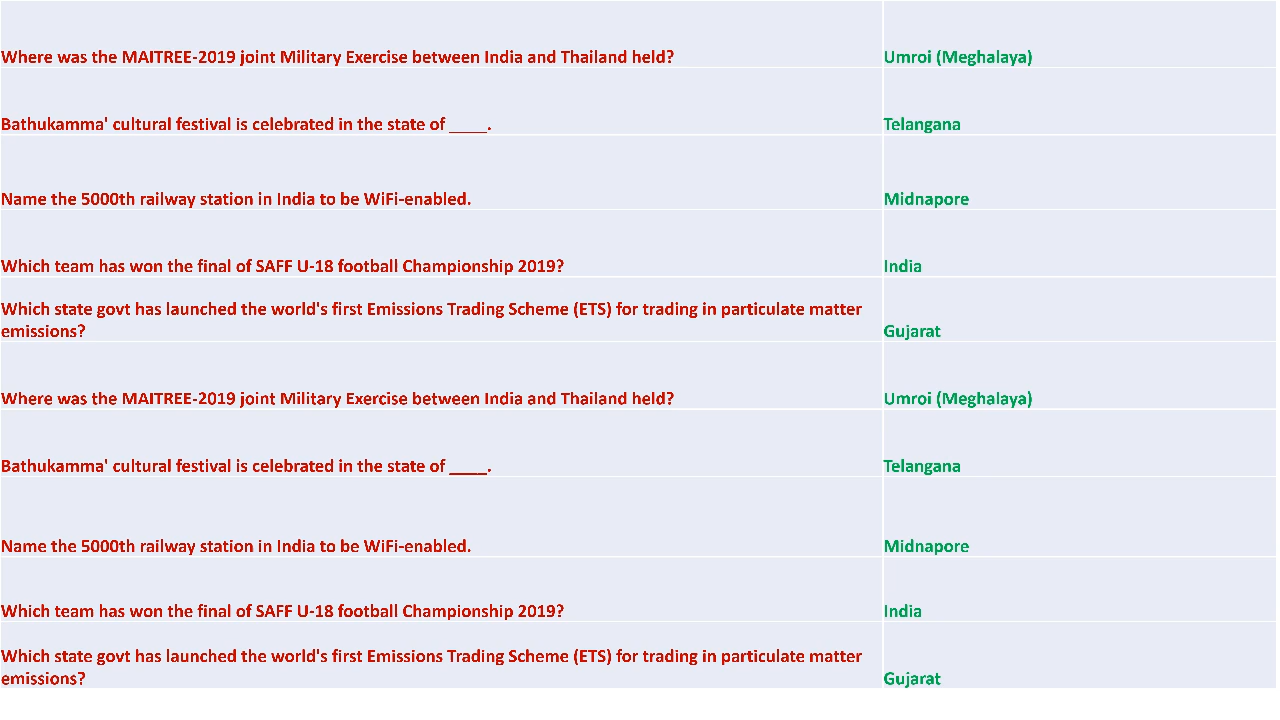 Where was the MAITREE-2019 joint Military Exercise between India and Thailand held? Umroi (Meghalaya)
Bathukamma' cultural festival is celebrated in the state of ____. Telangana
Name the 5000th railway station in India to be WiFi-enabled. Midnapore
Which team has won the final of SAFF U-18 football Championship 2019? India
Which state govt has launched the world's first Emissions Trading Scheme (ETS) for trading in particulate matter
emissions? Gujarat
Where was the MAITREE-2019 joint Military Exercise between India and Thailand held? Umroi (Meghalaya)
Bathukamma' cultural festival is celebrated in the state of ____. Telangana
Name the 5000th railway station in India to be WiFi-enabled. Midnapore
Which team has won the final of SAFF U-18 football Championship 2019? India
Which state govt has launched the world's first Emissions Trading Scheme (ETS) for trading in particulate matter
emissions? Gujarat